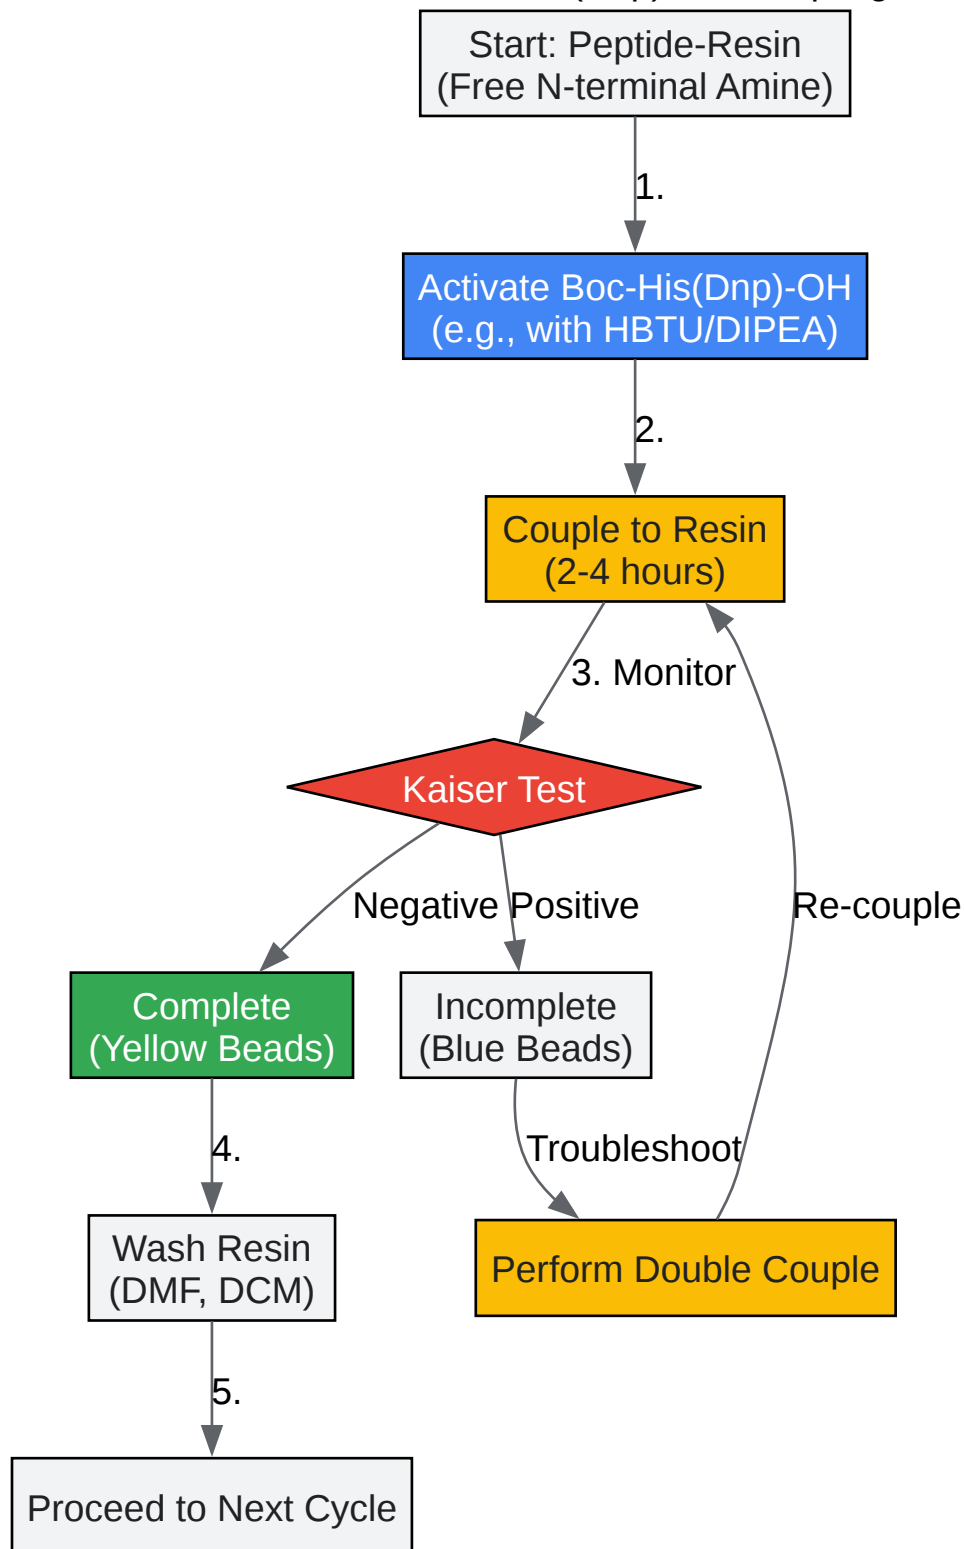 Start: Peptide-Resin
(Free N-terminal Amine)
1.
Activate Boc-His(Dnp)-OH
(e.g., with HBTU/DIPEA)
2.
Couple to Resin
(2-4 hours)
3. Monitor
Kaiser Test
Negative
Positive
Re-couple
Complete
(Yellow Beads)
Incomplete
(Blue Beads)
4.
Troubleshoot
Wash Resin
(DMF, DCM)
Perform Double Couple
5.
Proceed to Next Cycle